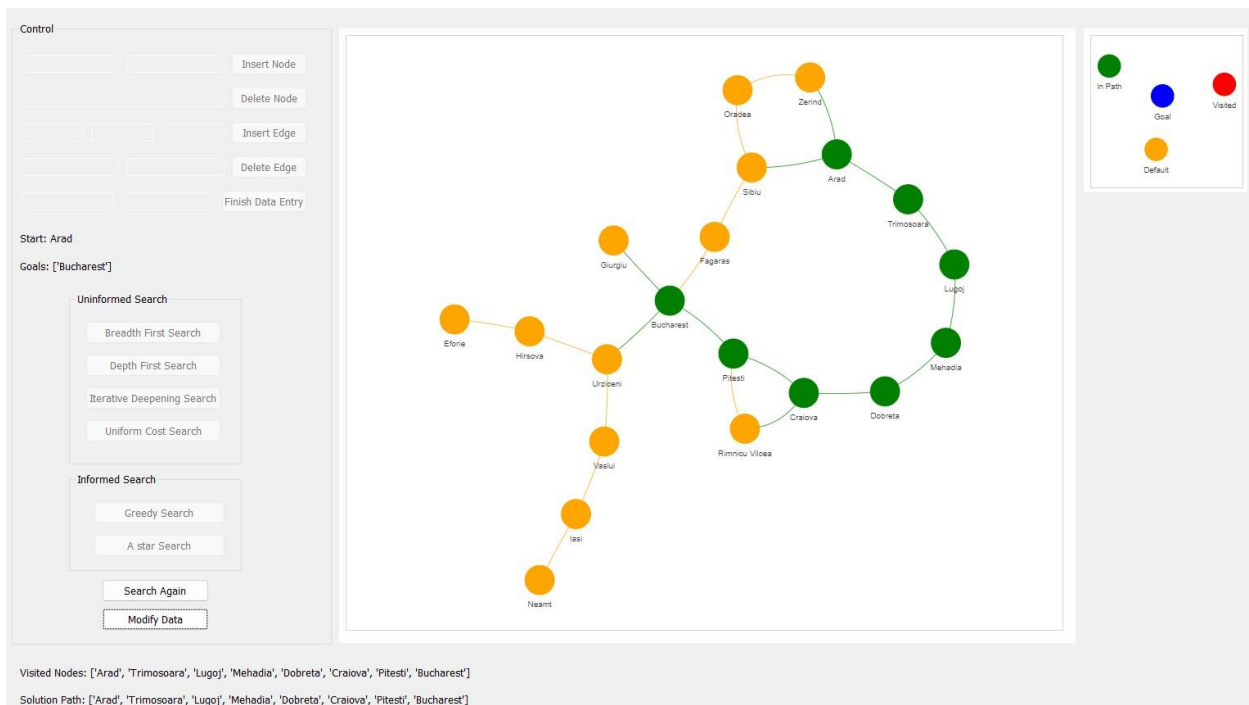 Control
Insert Node
Delete Node
Insert Edge
Delete Edge
Finish Data Entry
Start: Arad
Goals: ['Bucharest']
Uninformed Search
Breadth First Search
Depth First Search
Iterative Deepening Search
Uniform Cost Search
Informed Search
Greedy Search
A star Search
Search Again
Modify Data
Zerind
Oradea
Arad
Sibiu
Trimosoara
Giurgiu
Fagaras
Lugoj
Bucharest
Eforie
Hirsova
Urziceni
Pitesti
Mehadia
Craiova
Dobreta
Rimnicu Vilcea
Vaslui
Iasi
Neamt
In Path
Goal
Visited
Default
Visited Nodes: ['Arad', 'Trimosoara', 'Lugoj', 'Mehadia', 'Dobreta', 'Craiova', 'Pitesti', 'Bucharest']
Solution Path: ['Arad', 'Trimosoara', 'Lugoj', 'Mehadia', 'Dobreta', 'Craiova', 'Pitesti', 'Bucharest']